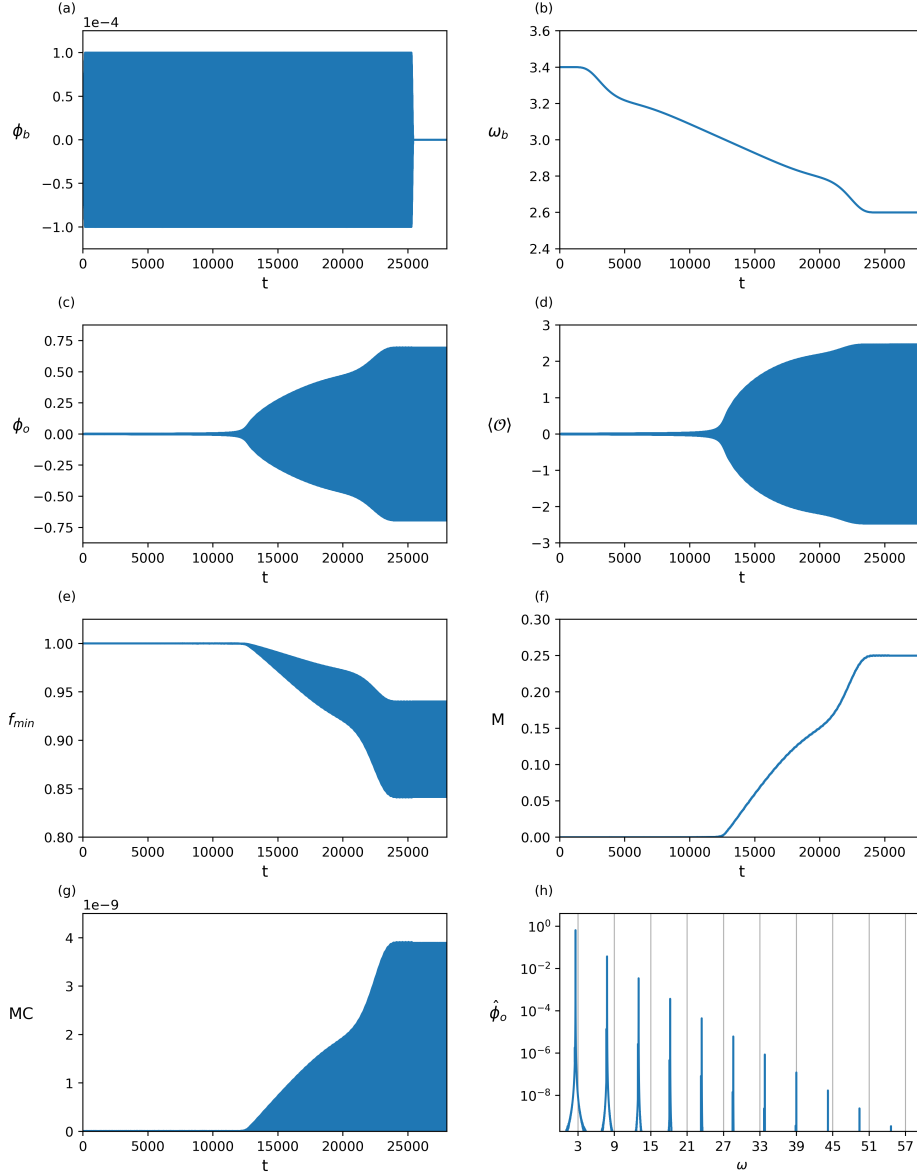 (a)
1e−4
1.0
0.5
0.0
−0.5
−1.0
ϕ_b
0 5000 10000 15000 20000 25000
t
(b)
3.6
3.4
3.2
3.0
2.8
2.6
2.4
ω_b
0 5000 10000 15000 20000 25000
t
(c)
0.75
0.50
0.25
0.00
−0.25
−0.50
−0.75
ϕ_o
0 5000 10000 15000 20000 25000
t
(d)
3
2
1
0
−1
−2
−3
⟨𝒪⟩
0 5000 10000 15000 20000 25000
t
(e)
1.00
0.95
0.90
0.85
0.80
f_min
0 5000 10000 15000 20000 25000
t
(f)
0.30
0.25
0.20
0.15
0.10
0.05
0.00
M
0 5000 10000 15000 20000 25000
t
(g)
1e−9
4
3
2
1
0
MC
0 5000 10000 15000 20000 25000
t
(h)
10^0
10^−2
10^−4
10^−6
10^−8
ϕ̂_o
3 9 15 21 27 33 39 45 51 57
ω